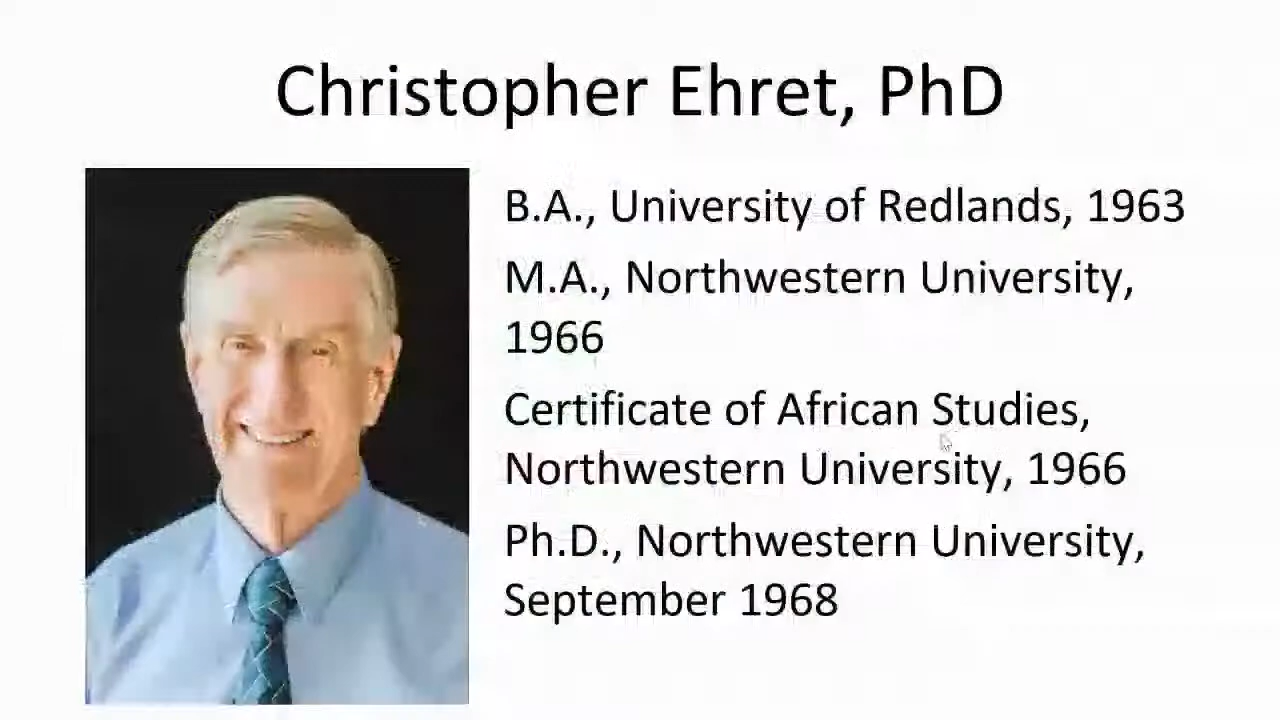 Christopher Ehret, PhD
B.A., University of Redlands, 1963
M.A., Northwestern University,
1966
Certificate of African Studies,
Northwestern University, 1966
Ph.D., Northwestern University,
September 1968